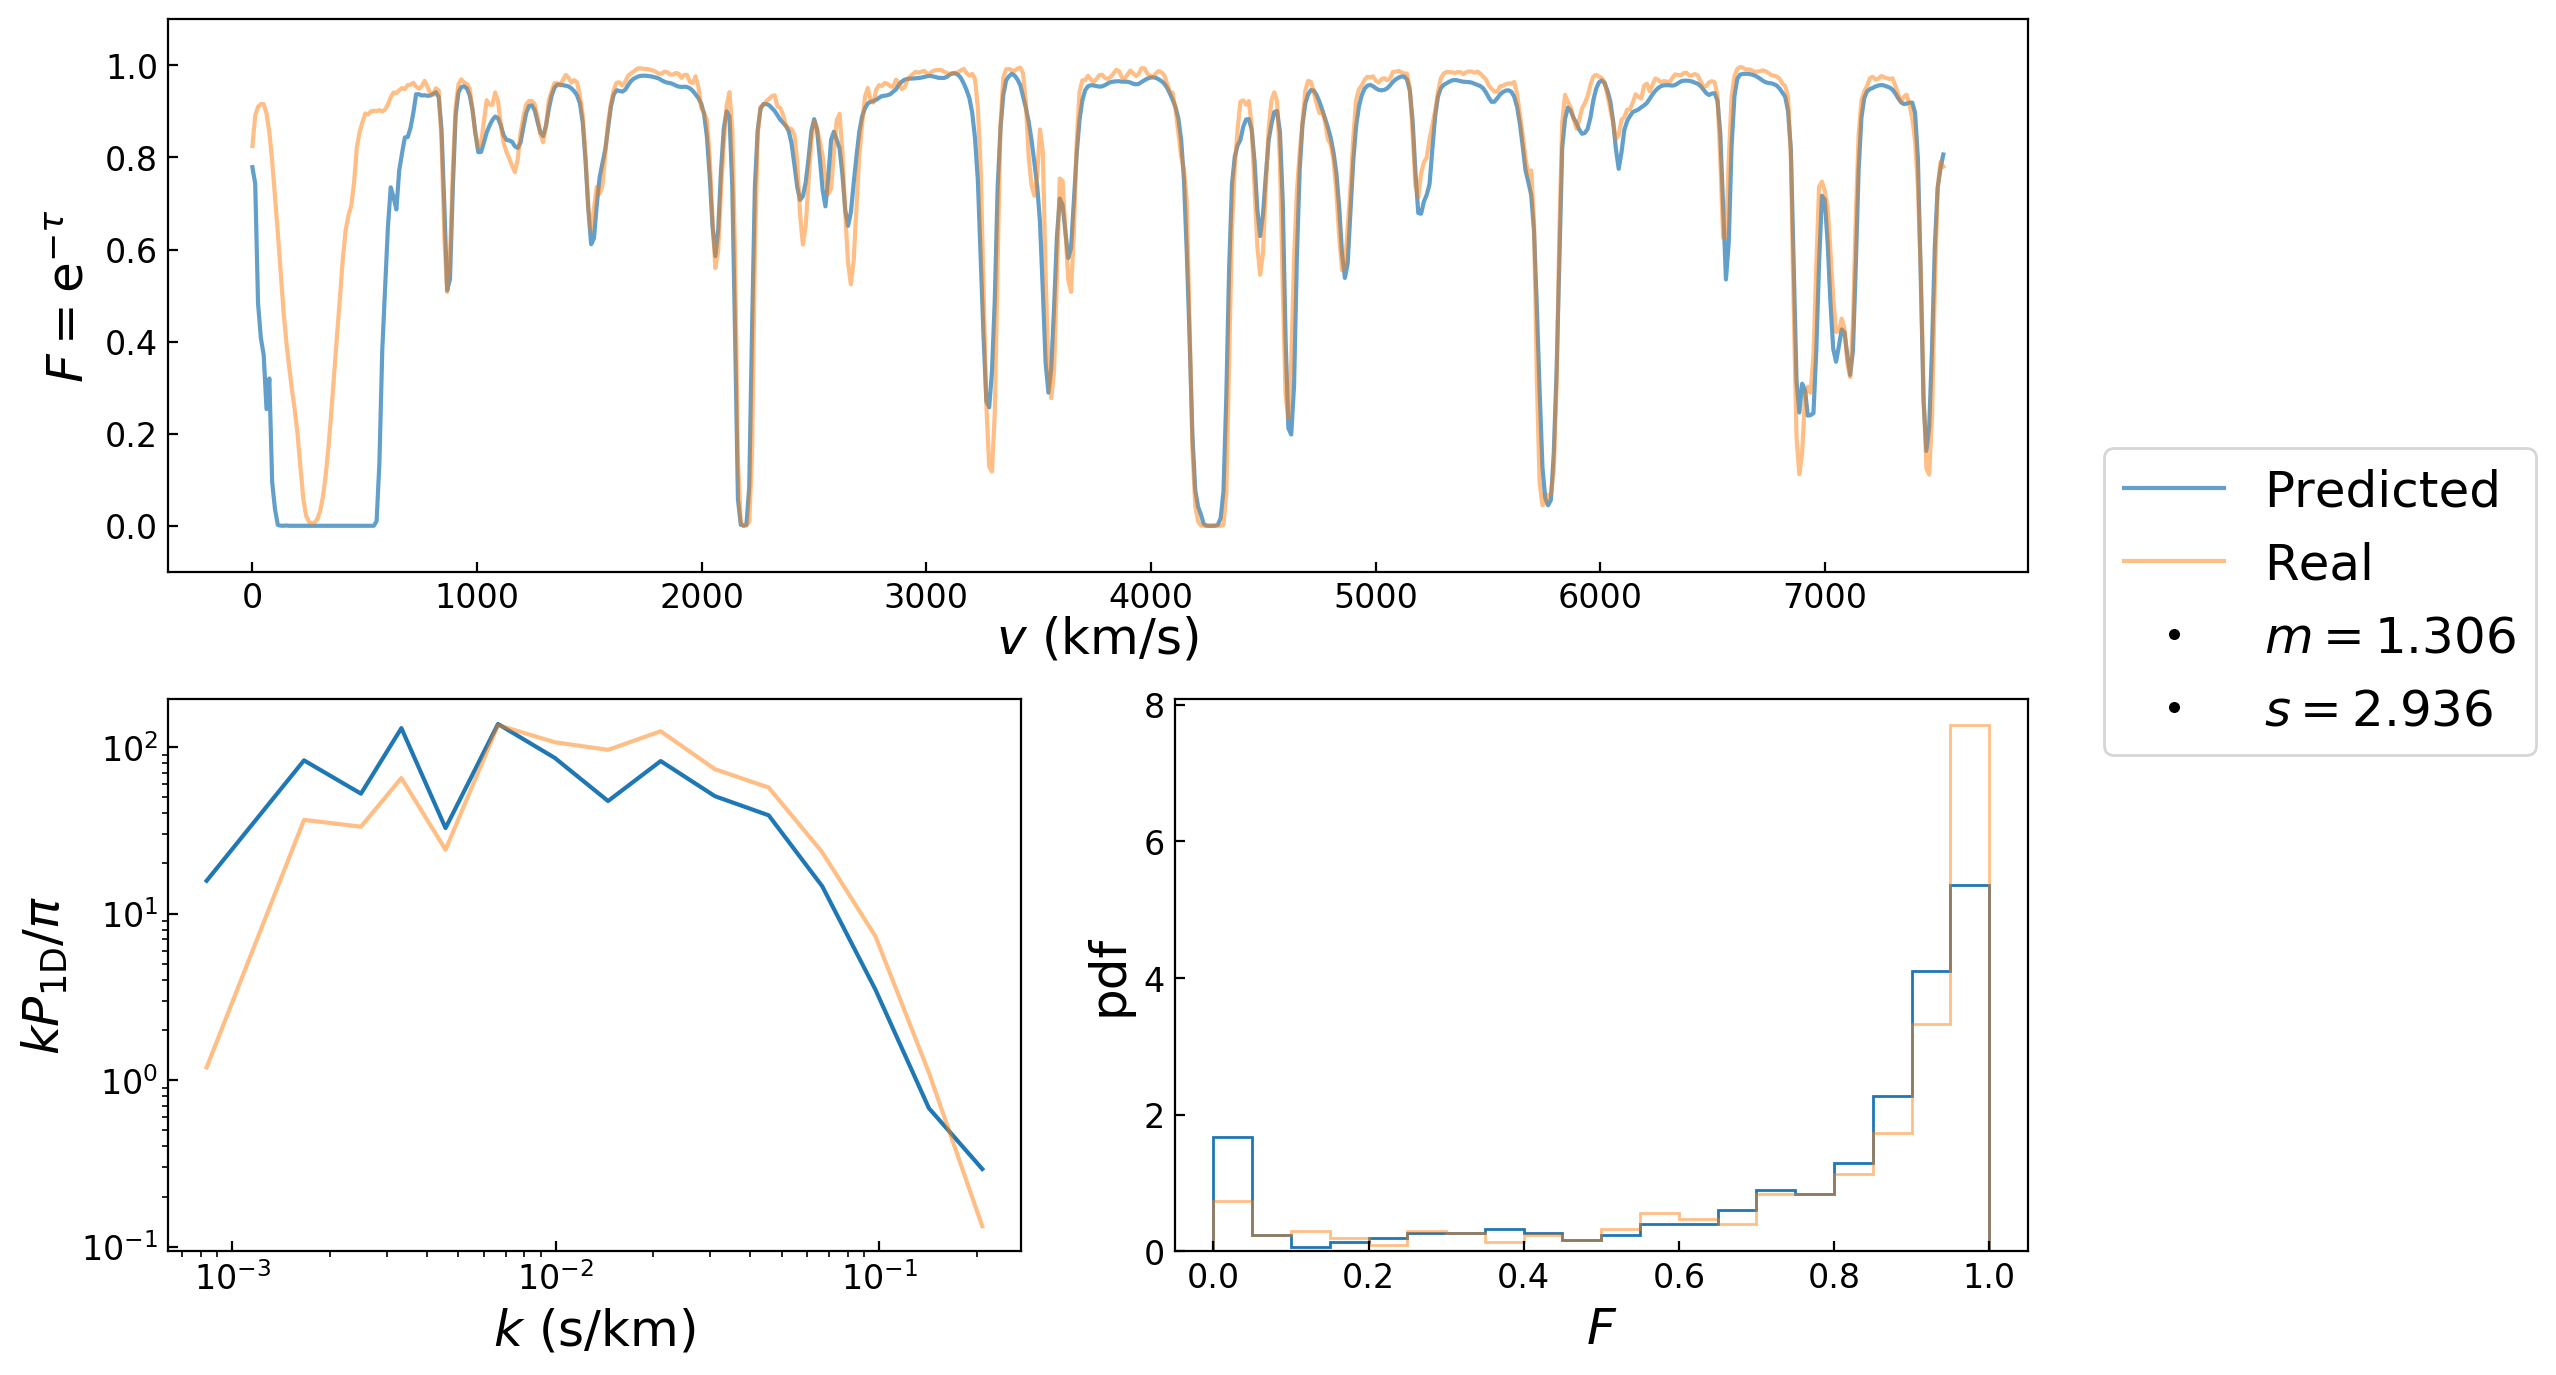 F = e^{−τ}
1.0
0.8
0.6
0.4
0.2
0.0
0 1000 2000 3000 4000 5000 6000 7000
v (km/s)
Predicted
Real
m = 1.306
s = 2.936
kP_{1D}/π
10^2
10^1
10^0
10^{−1}
10^{−3} 10^{−2} 10^{−1}
k (s/km)
pdf
8
6
4
2
0
0.0 0.2 0.4 0.6 0.8 1.0
F